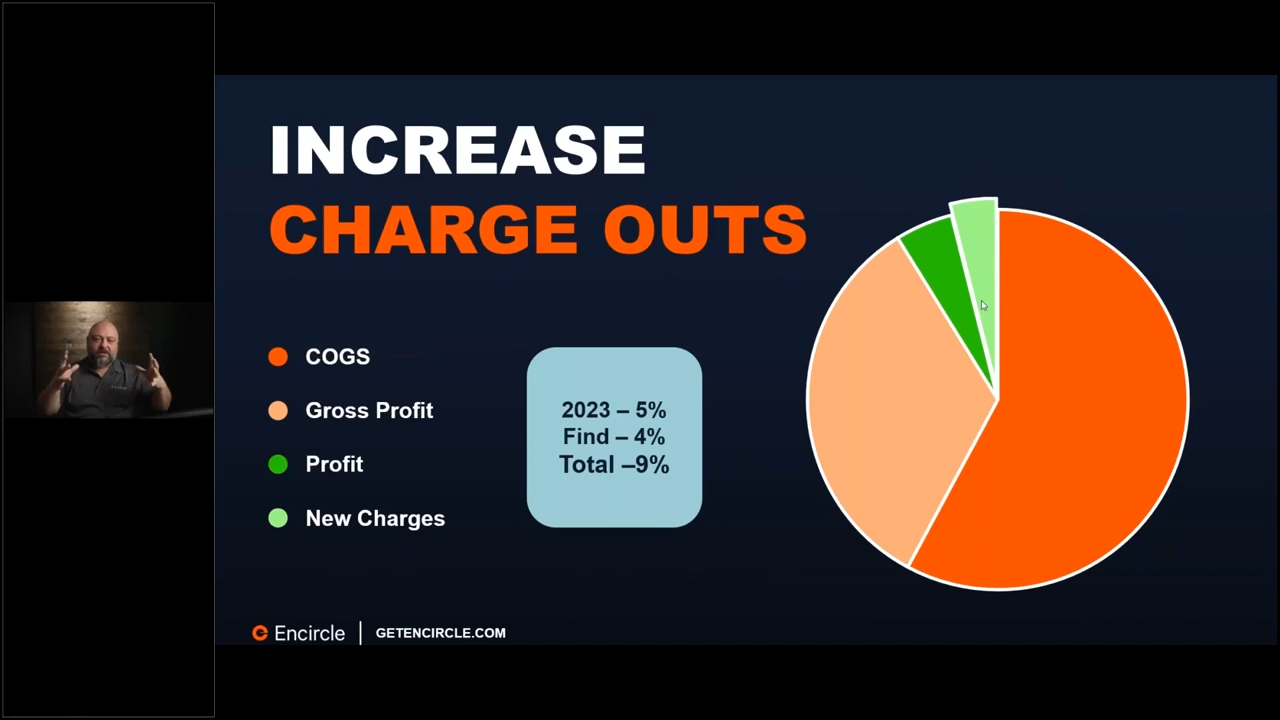 INCREASE
CHARGE OUTS
COGS
Gross Profit
Profit
New Charges
2023 – 5%
Find – 4%
Total –9%
Encircle | GETENCIRCLE.COM